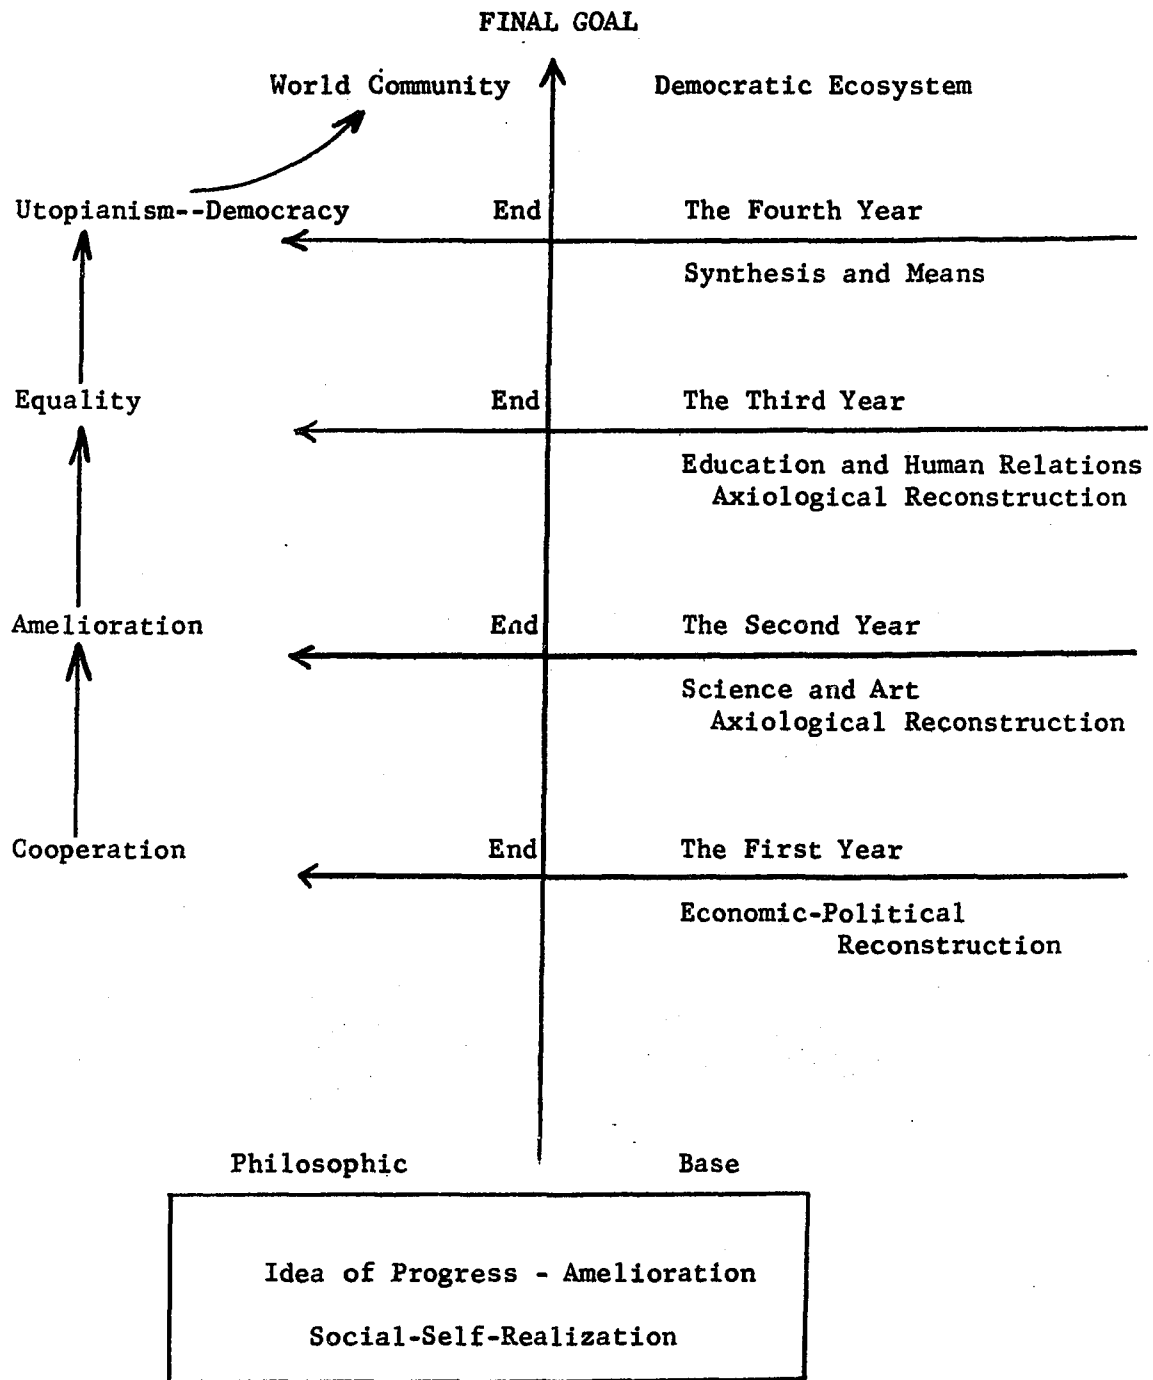 FINAL GOAL
World Community Democratic Ecosystem
Utopianism--Democracy End The Fourth Year
Synthesis and Means
Equality End The Third Year
Education and Human Relations
Axiological Reconstruction
Amelioration End The Second Year
Science and Art
Axiological Reconstruction
Cooperation End The First Year
Economic-Political
Reconstruction
Philosophic Base
Idea of Progress - Amelioration
Social-Self-Realization